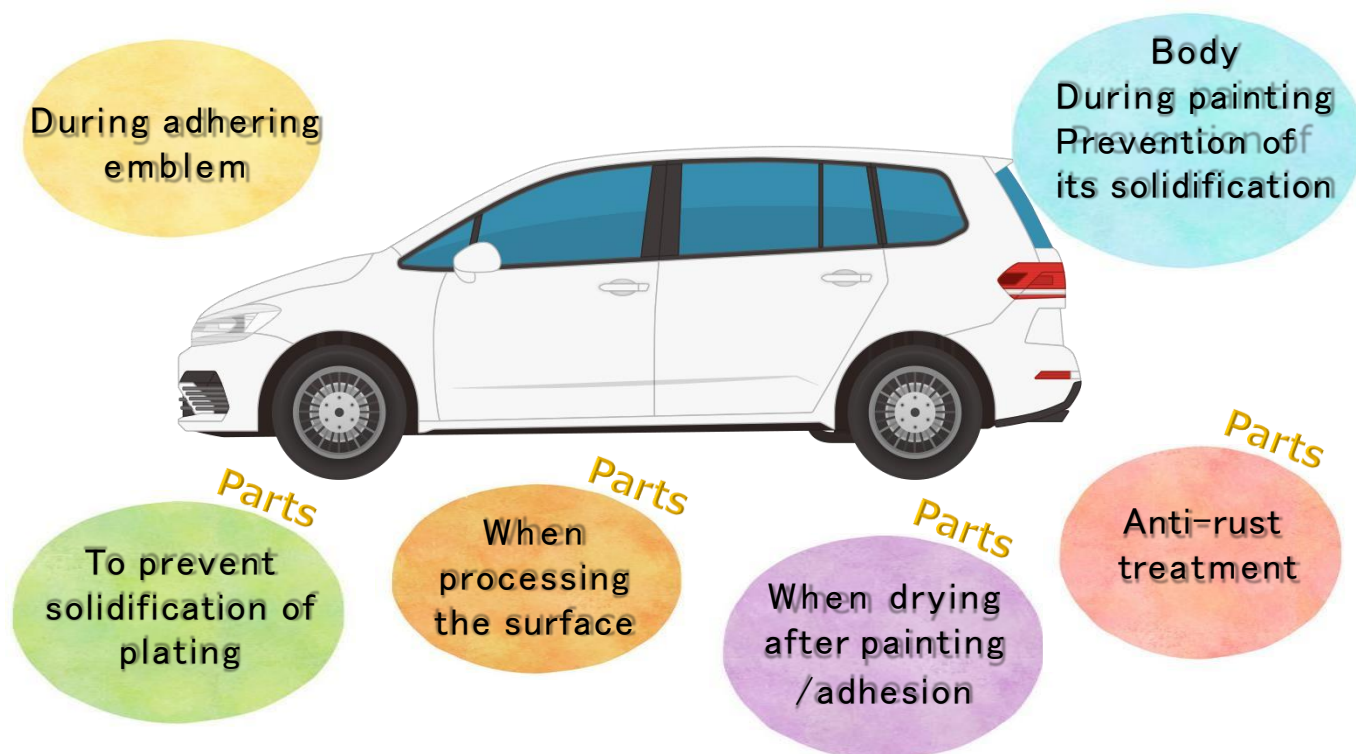 During adhering
emblem
Body
During painting
Prevention of
its solidification
Parts
To prevent
solidification of
plating
Parts
When
processing
the surface
Parts
When drying
after painting
/adhesion
Parts
Anti-rust
treatment